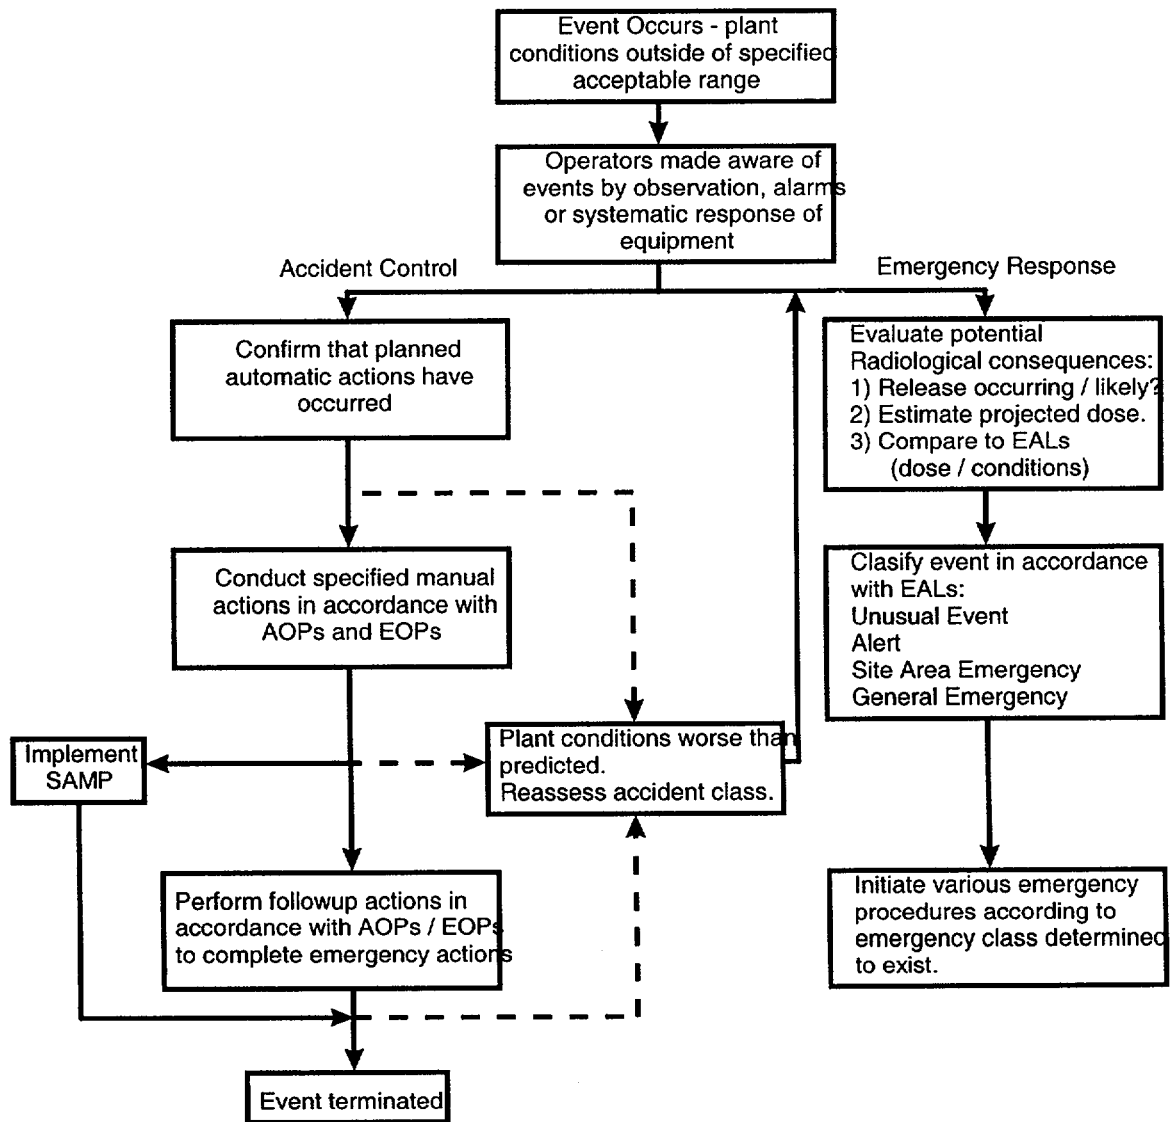 Event Occurs - plant
conditions outside of specified
acceptable range
Operators made aware of
events by observation, alarms
or systematic response of
equipment
Accident Control
Emergency Response
Confirm that planned
automatic actions have
occurred
Evaluate potential
Radiological consequences:
1) Release occurring / likely?
2) Estimate projected dose.
3) Compare to EALs
(dose / conditions)
Conduct specified manual
actions in accordance with
AOPs and EOPs
Clasify event in accordance
with EALs:
Unusual Event
Alert
Site Area Emergency
General Emergency
Implement
SAMP
Plant conditions worse than
predicted.
Reassess accident class.
Perform followup actions in
accordance with AOPs / EOPs
to complete emergency actions
Initiate various emergency
procedures according to
emergency class determined
to exist.
Event terminated